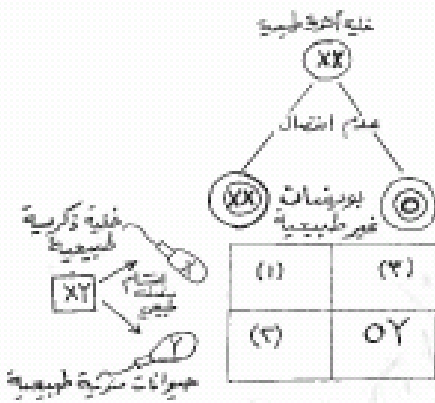 خلية أنثوية طبيعية
XX
عدم انفصال
XX
بويضات
غير طبيعية
O
خلية ذكرية
طبيعية
XY
انقسام
طبيعي
Y
حيوانات منوية طبيعية
(١)
(٣)
(٢)
OY